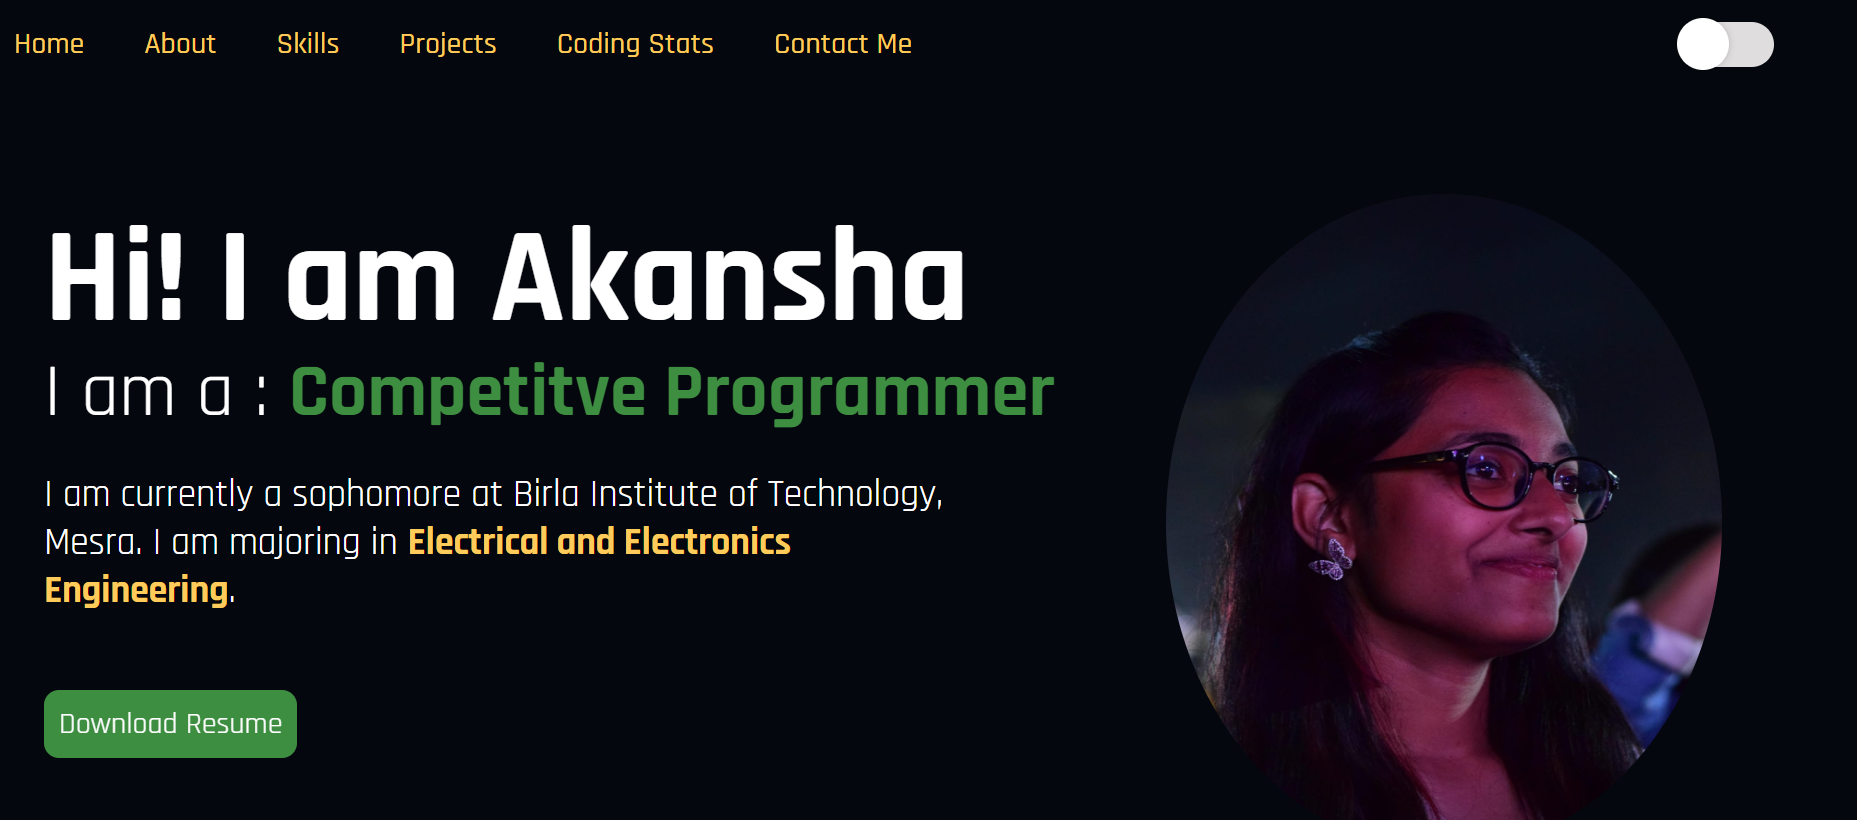 Home About Skills Projects Coding Stats Contact Me
Hi! I am Akansha
I am a : Competitve Programmer
I am currently a sophomore at Birla Institute of Technology,
Mesra. I am majoring in Electrical and Electronics
Engineering.
Download Resume